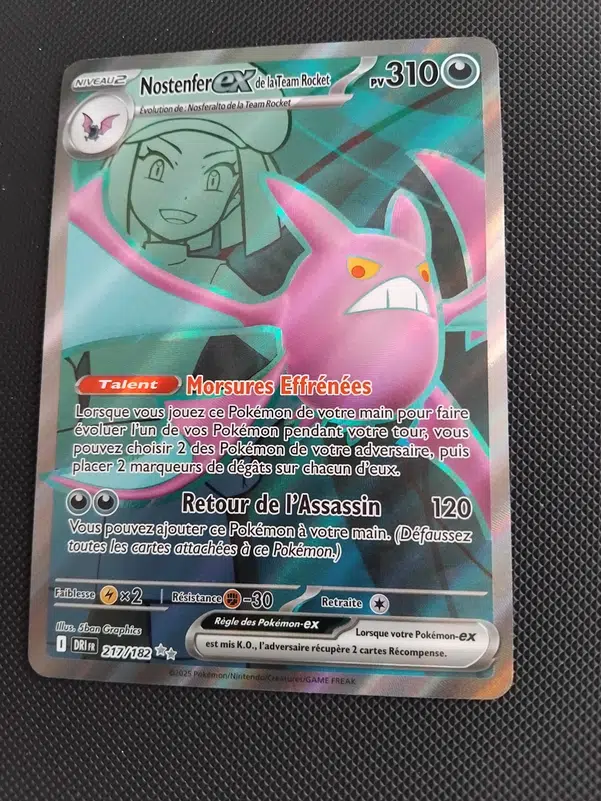 NIVEAU 2 Nostenfer ex de la Team Rocket PV 310
Évolution de : Nosferalto de la Team Rocket
Talent Morsures Effrénées
Lorsque vous jouez ce Pokémon de votre main pour faire
évoluer l'un de vos Pokémon pendant votre tour, vous
pouvez choisir 2 des Pokémon de votre adversaire, puis
placer 2 marqueurs de dégâts sur chacun d'eux.
Retour de l'Assassin 120
Vous pouvez ajouter ce Pokémon à votre main. (Défaussez
toutes les cartes attachées à ce Pokémon.)
Faiblesse ×2 Résistance -30 Retraite
Illus. 5ban Graphics
I DRI FR 217/182
Règle des Pokémon-ex Lorsque votre Pokémon-ex
est mis K.O., l'adversaire récupère 2 cartes Récompense.
©2025 Pokémon/Nintendo/Creatures/GAME FREAK